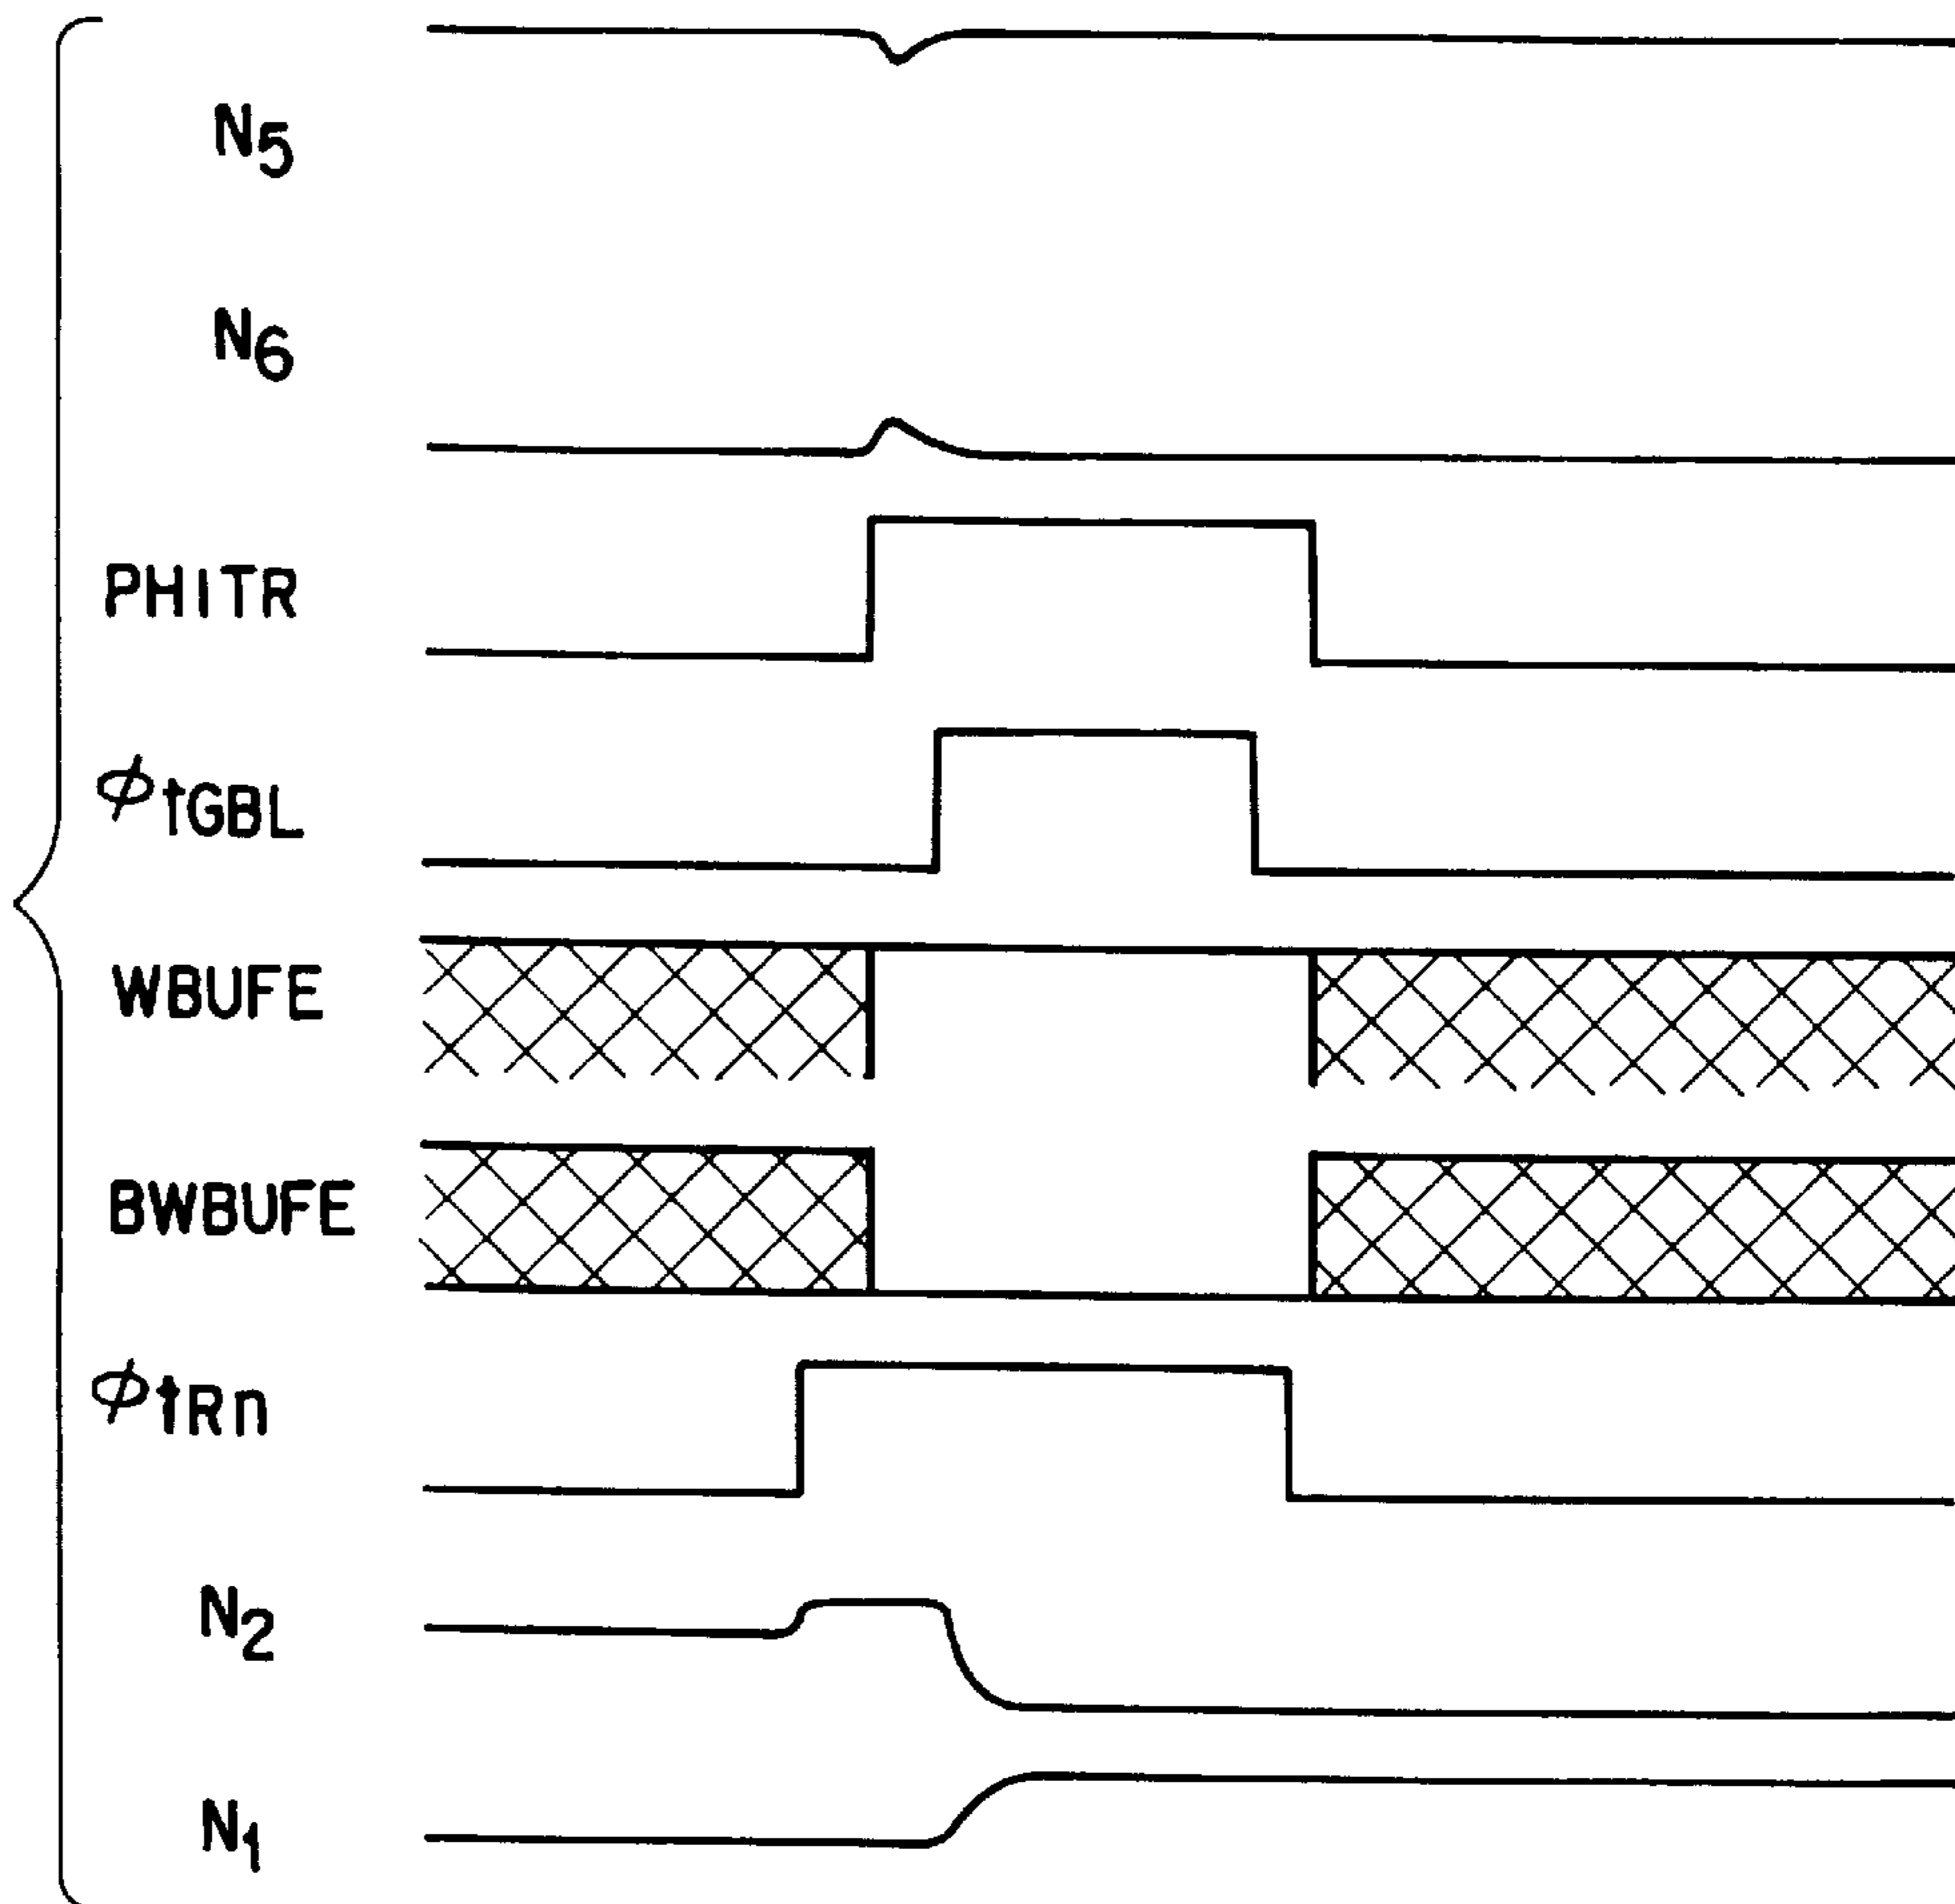 N5
N6
PHITR
φtGBL
WBUFE
BWBUFE
φtRn
N2
N1